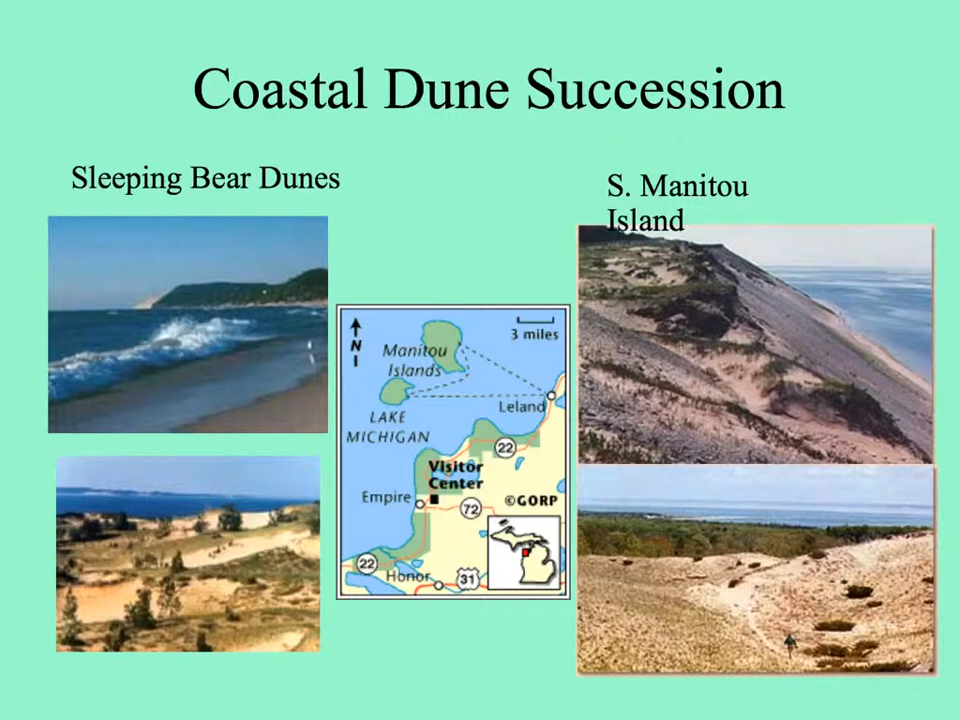 Coastal Dune Succession
Sleeping Bear Dunes
S. Manitou
Island
N
3 miles
Manitou
Islands
LAKE
MICHIGAN
Leland
22
Visitor
Center
Empire
©GORP
72
22
Honor
31